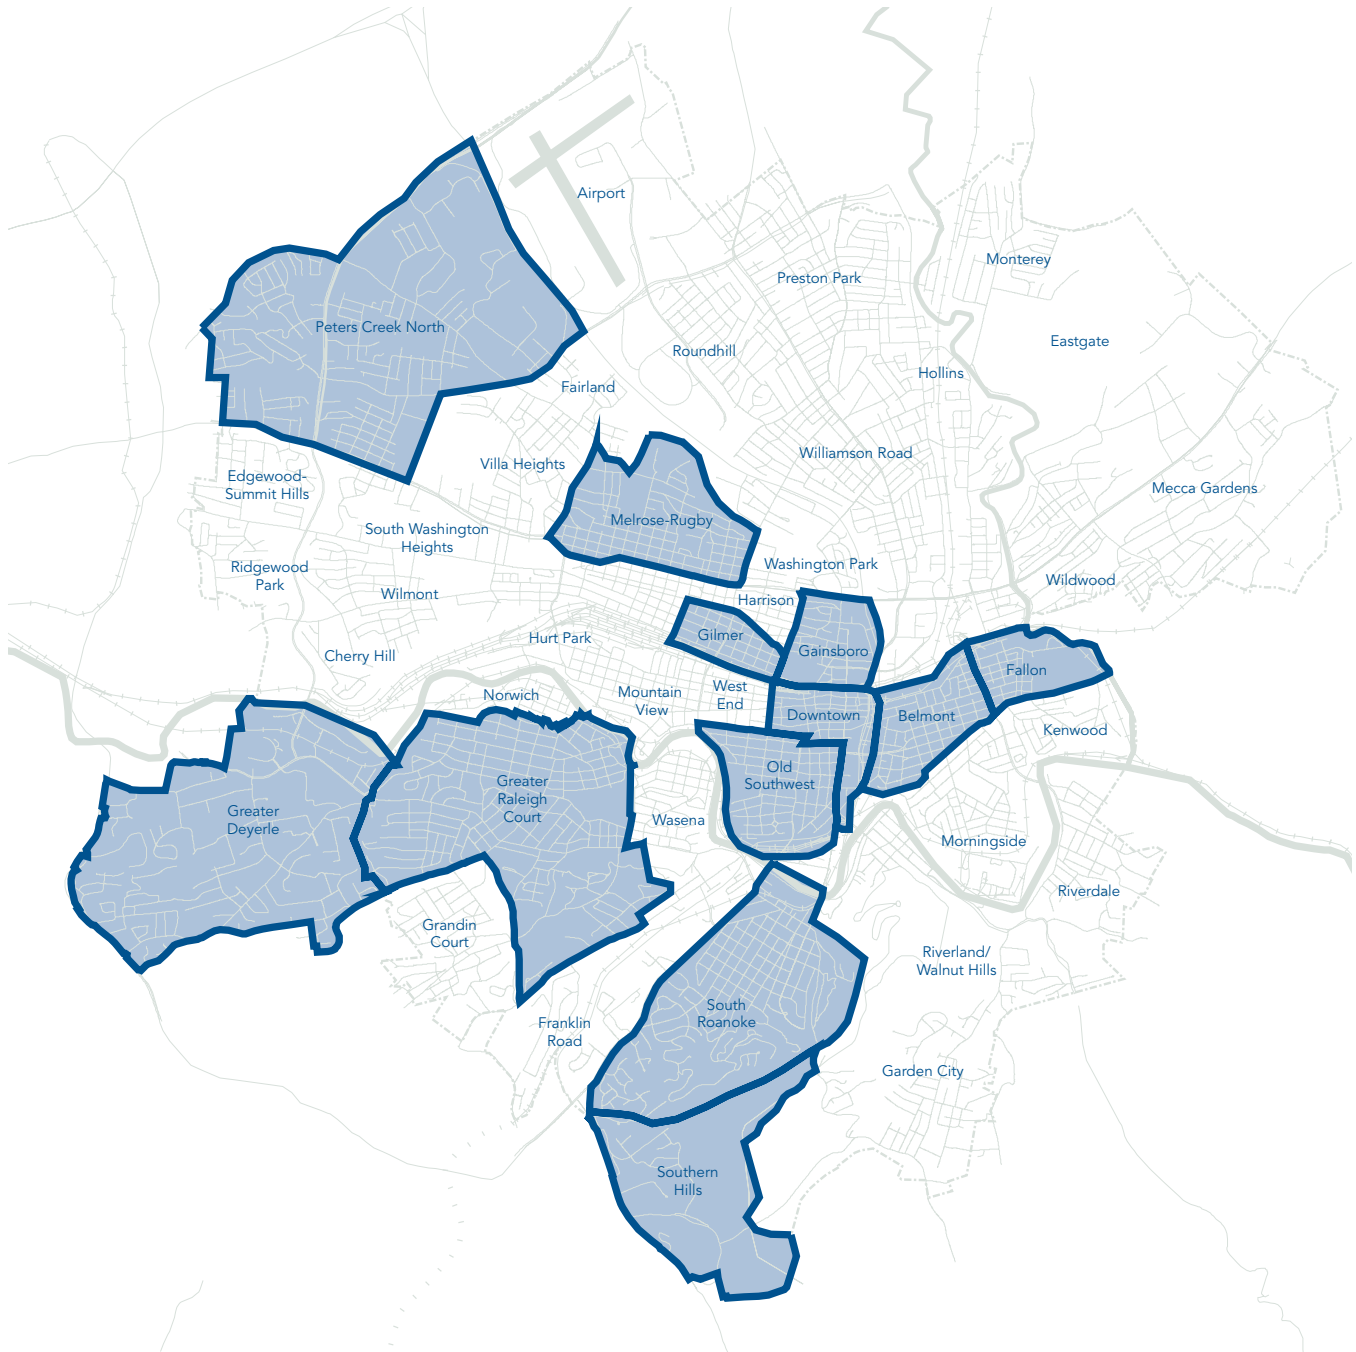 Airport
Monterey
Preston Park
Peters Creek North
Eastgate
Roundhill
Hollins
Fairland
Williamson Road
Villa Heights
Edgewood-
Summit Hills
Mecca Gardens
Melrose-Rugby
South Washington
Heights
Washington Park
Ridgewood
Park
Wildwood
Wilmont
Harrison
Gilmer
Hurt Park
Gainsboro
Cherry Hill
Fallon
West
End
Norwich
Mountain
View
Downtown
Belmont
Kenwood
Old
Southwest
Greater
Raleigh
Court
Greater
Deyerle
Wasena
Morningside
Riverdale
Grandin
Court
Riverland/
Walnut Hills
South
Roanoke
Franklin
Road
Garden City
Southern
Hills